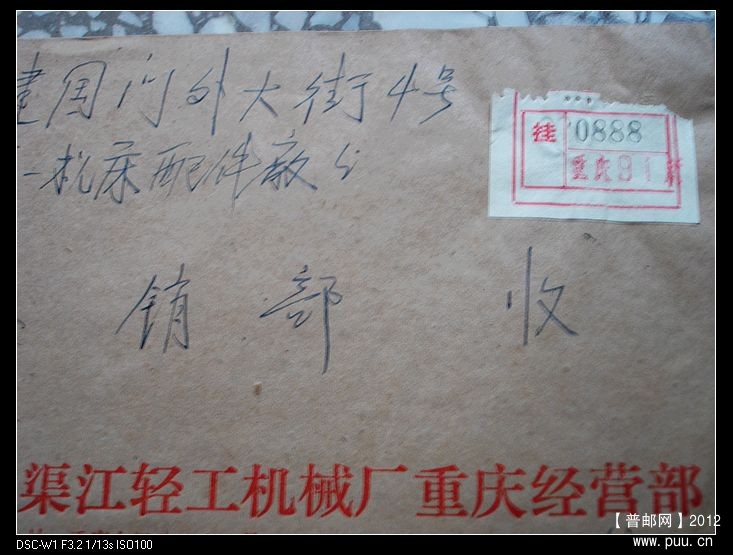 建国门外大街4号
一机床配件厰公
销部 收
挂 0888
重庆91
渠江轻工机械厂重庆经营部
【普邮网】2012
www.puu.cn
DSC-W1 F3.2 1/13s ISO100